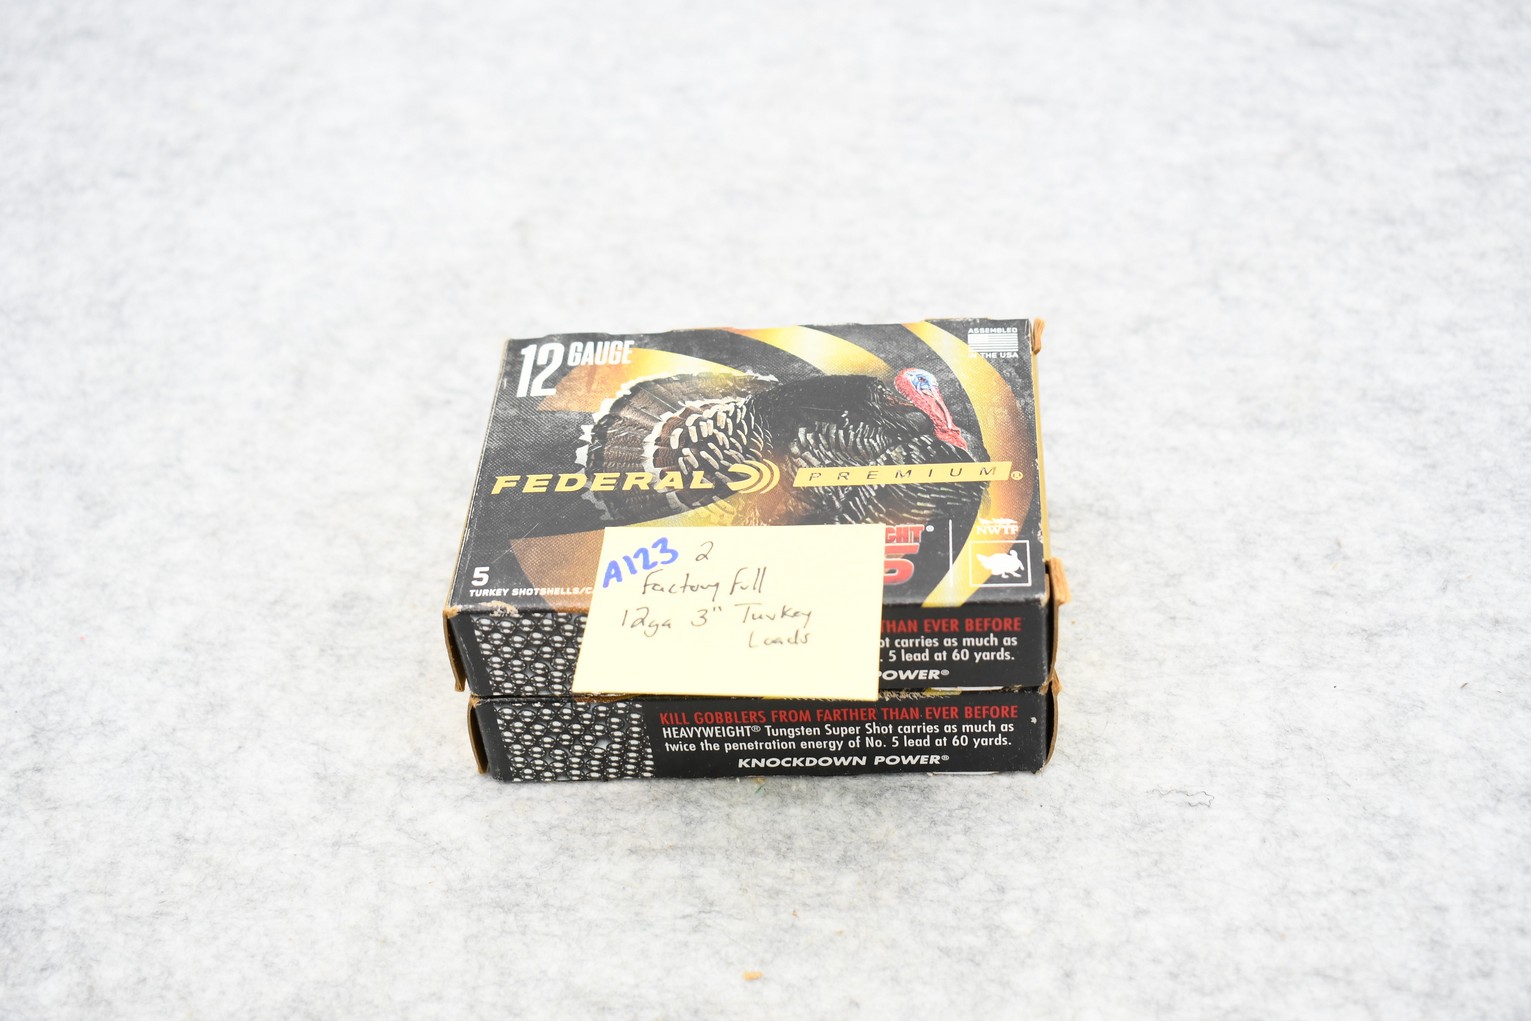 12 GAUGE
ASSEMBLED
THE USA
FEDERAL PREMIUM®
NWTF
5
TURKEY SHOTSHELLS
A123 2
Factory Full
12ga 3" Turkey
Loads
THAN EVER BEFORE
carries as much as
5 lead at 60 yards.
KILL GOBBLERS FROM FARTHER THAN EVER BEFORE
HEAVYWEIGHT® Tungsten Super Shot carries as much as
twice the penetration energy of No. 5 lead at 60 yards.
KNOCKDOWN POWER®